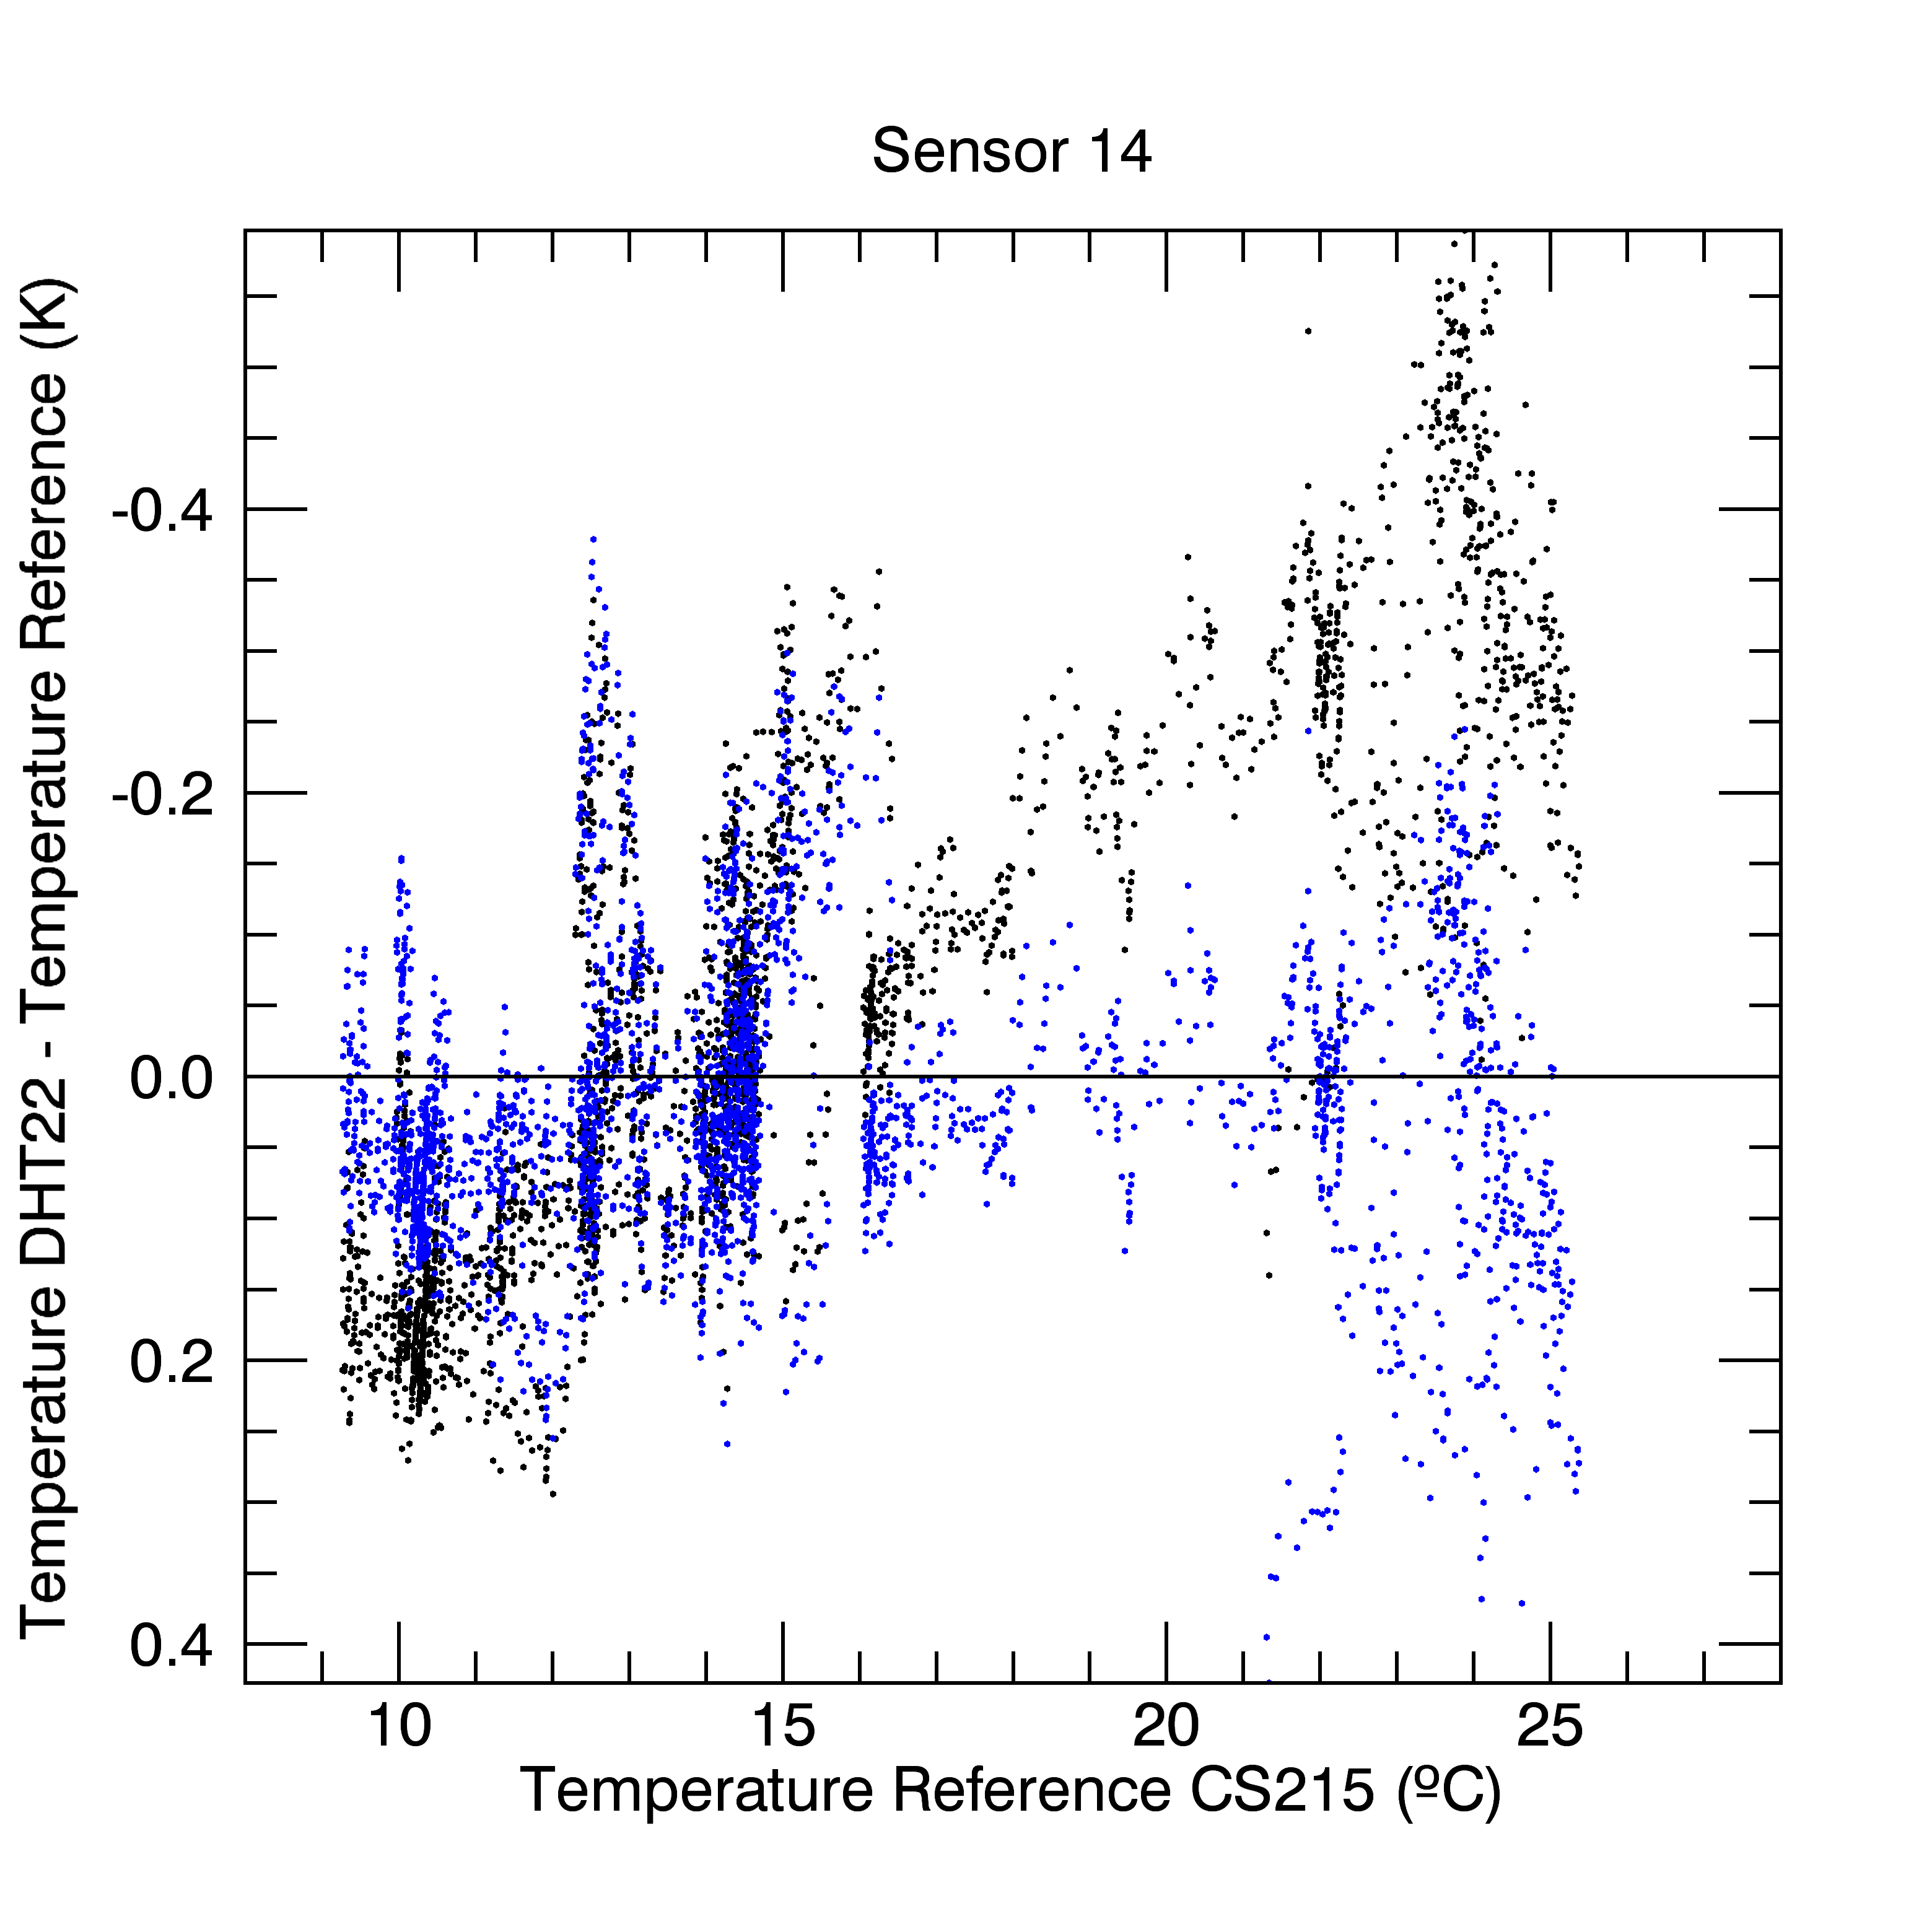 Sensor 14
Temperature DHT22 - Temperature Reference (K)
-0.4
-0.2
0.0
0.2
0.4
10 15 20 25
Temperature Reference CS215 (ºC)